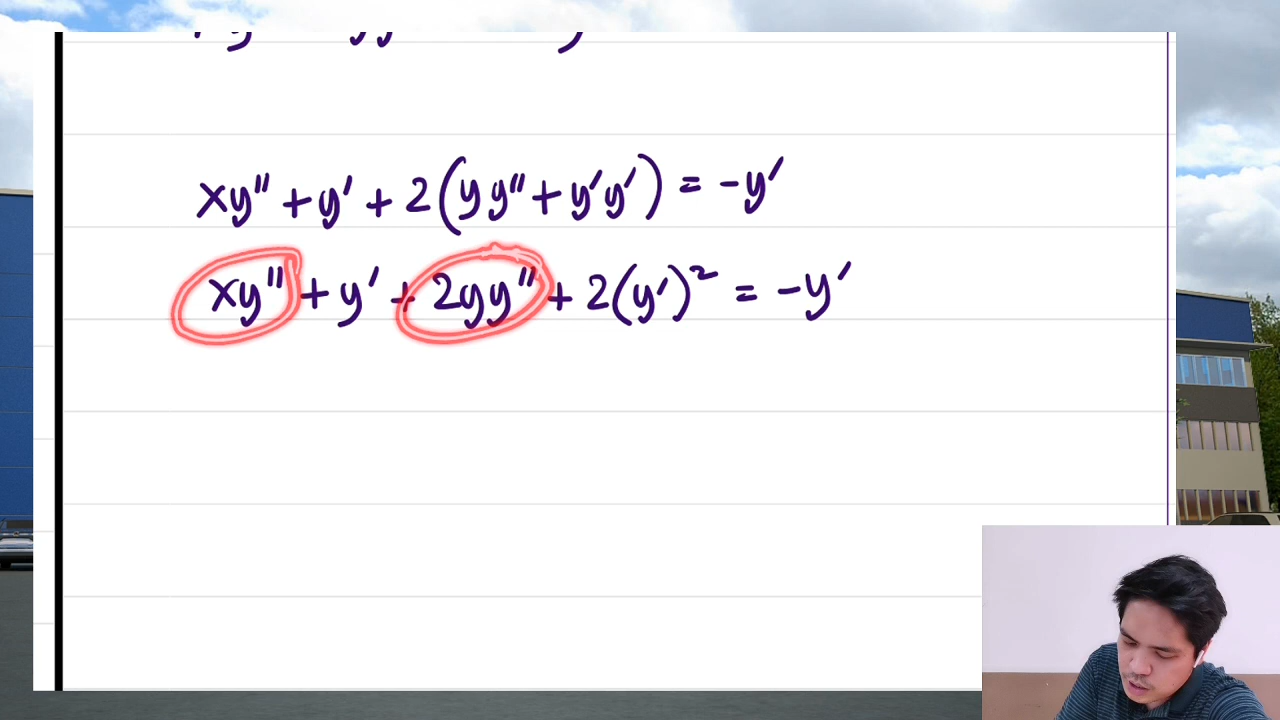 xy'' + y' + 2(yy'' + y'y') = -y'
xy'' + y' + 2yy'' + 2(y')² = -y'